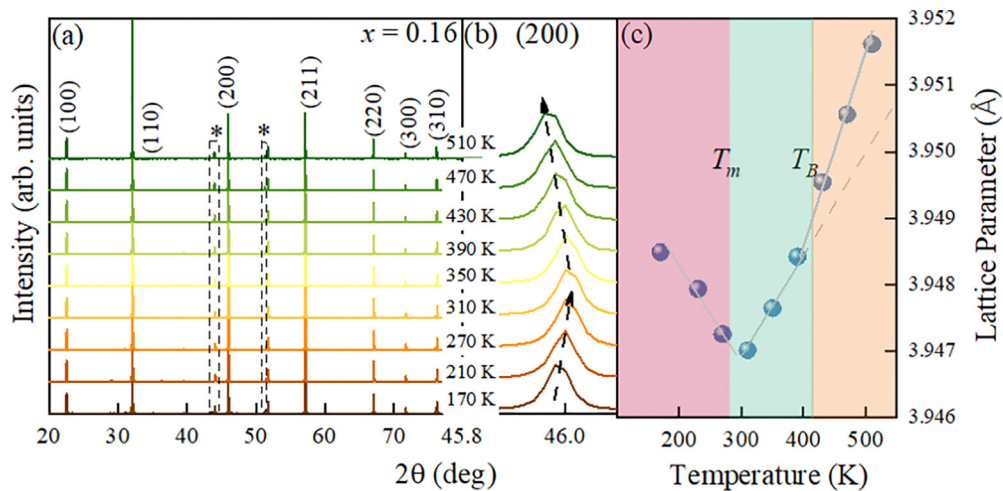 (a)
x = 0.16
(b)
(200)
(c)
Intensity (arb. units)
(100)
(110)
(200)
(211)
(220)
(300)
(310)
*
*
510 K
470 K
430 K
390 K
350 K
310 K
270 K
210 K
170 K
20 30 40 50 60 70 45.8 46.0
2θ (deg)
Tm
TB
200 300 400 500
Temperature (K)
3.952
3.951
3.950
3.949
3.948
3.947
3.946
Lattice Parameter (Å)